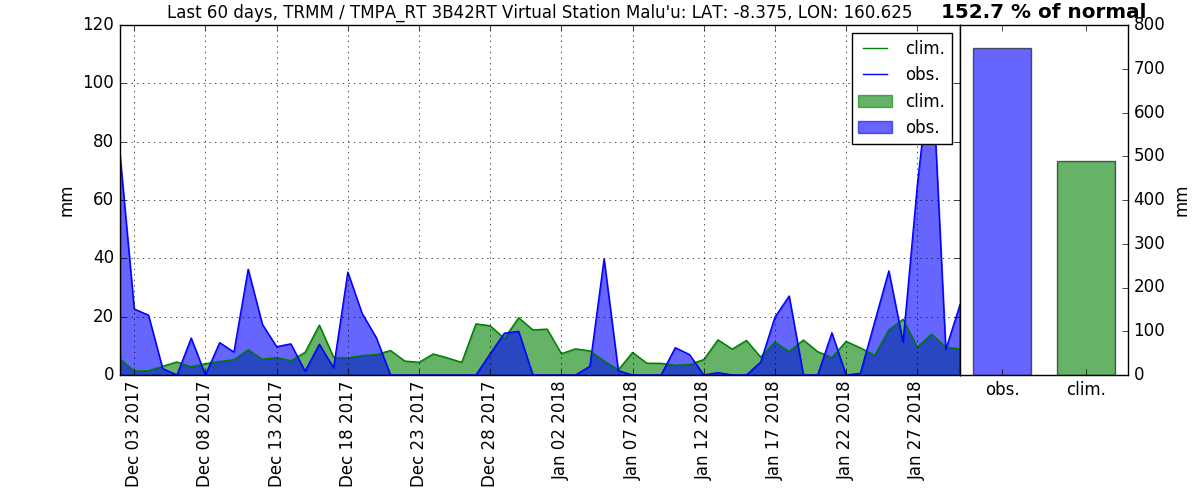 Last 60 days, TRMM / TMPA_RT 3B42RT Virtual Station Malu'u: LAT: -8.375, LON: 160.625
152.7 % of normal
120
100
80
60
40
20
0
mm
clim.
obs.
clim.
obs.
800
700
600
500
400
300
200
100
0
mm
Dec 03 2017
Dec 08 2017
Dec 13 2017
Dec 18 2017
Dec 23 2017
Dec 28 2017
Jan 02 2018
Jan 07 2018
Jan 12 2018
Jan 17 2018
Jan 22 2018
Jan 27 2018
obs.
clim.